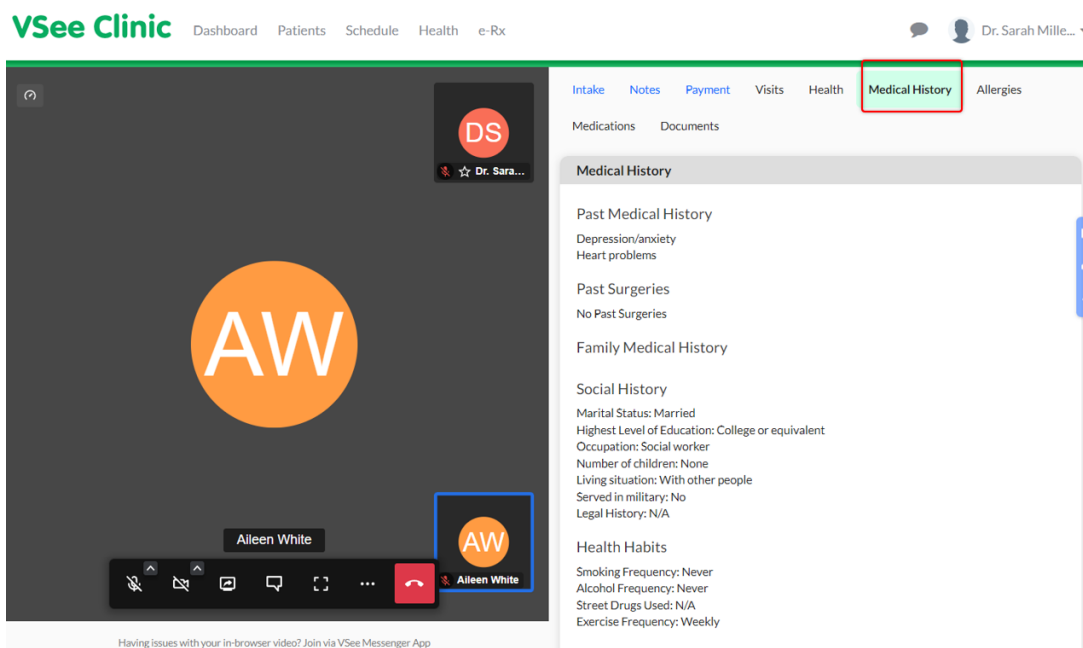 VSee Clinic Dashboard Patients Schedule Health e-Rx Dr. Sarah Mille...
DS
Dr. Sara...
AW
Aileen White
AW
Aileen White
Having issues with your in-browser video? Join via VSee Messenger App
Intake Notes Payment Visits Health Medical History Allergies
Medications Documents
Medical History
Past Medical History
Depression/anxiety
Heart problems
Past Surgeries
No Past Surgeries
Family Medical History
Social History
Marital Status: Married
Highest Level of Education: College or equivalent
Occupation: Social worker
Number of children: None
Living situation: With other people
Served in military: No
Legal History: N/A
Health Habits
Smoking Frequency: Never
Alcohol Frequency: Never
Street Drugs Used: N/A
Exercise Frequency: Weekly